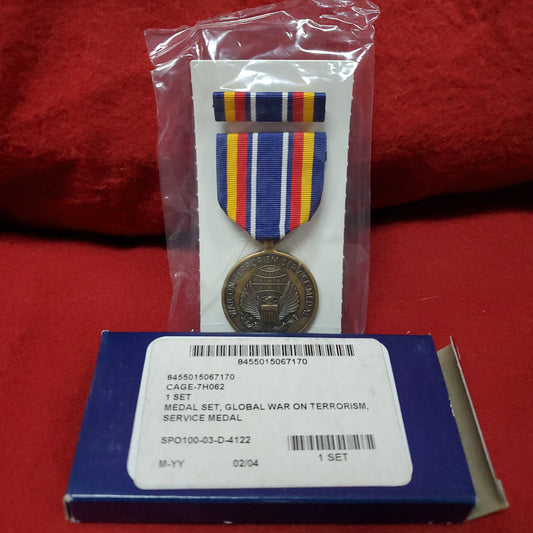 WAR ON TERRORISM SERVICE MEDAL
8455015067170
8455015067170
CAGE-7H062
1 SET
MEDAL SET, GLOBAL WAR ON TERRORISM,
SERVICE MEDAL
SPO100-03-D-4122
M-YY 02/04 1 SET